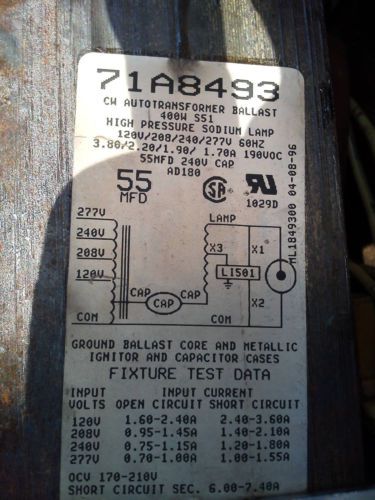 71A8493
CW AUTOTRANSFORMER BALLAST
400W S51
HIGH PRESSURE SODIUM LAMP
120V/208/240/277V 60HZ
3.80/2.20/1.90/ 1.70A 190VOC
55MFD 240V CAP
AD180
55
MFD
SA
UR
1029D
ML1849300 04-08-96
277V
240V
208V
120V
COM
CAP
CAP
CAP
LAMP
X3
X1
LI501
X2
COM
GROUND BALLAST CORE AND METALLIC
IGNITOR AND CAPACITOR CASES
FIXTURE TEST DATA
INPUT INPUT CURRENT
VOLTS OPEN CIRCUIT SHORT CIRCUIT
120V 1.60-2.40A 2.40-3.60A
208V 0.95-1.45A 1.40-2.10A
240V 0.75-1.15A 1.20-1.80A
277V 0.70-1.00A 1.00-1.55A
OCV 170-210V
SHORT CIRCUIT SEC. 6.00-7.40A